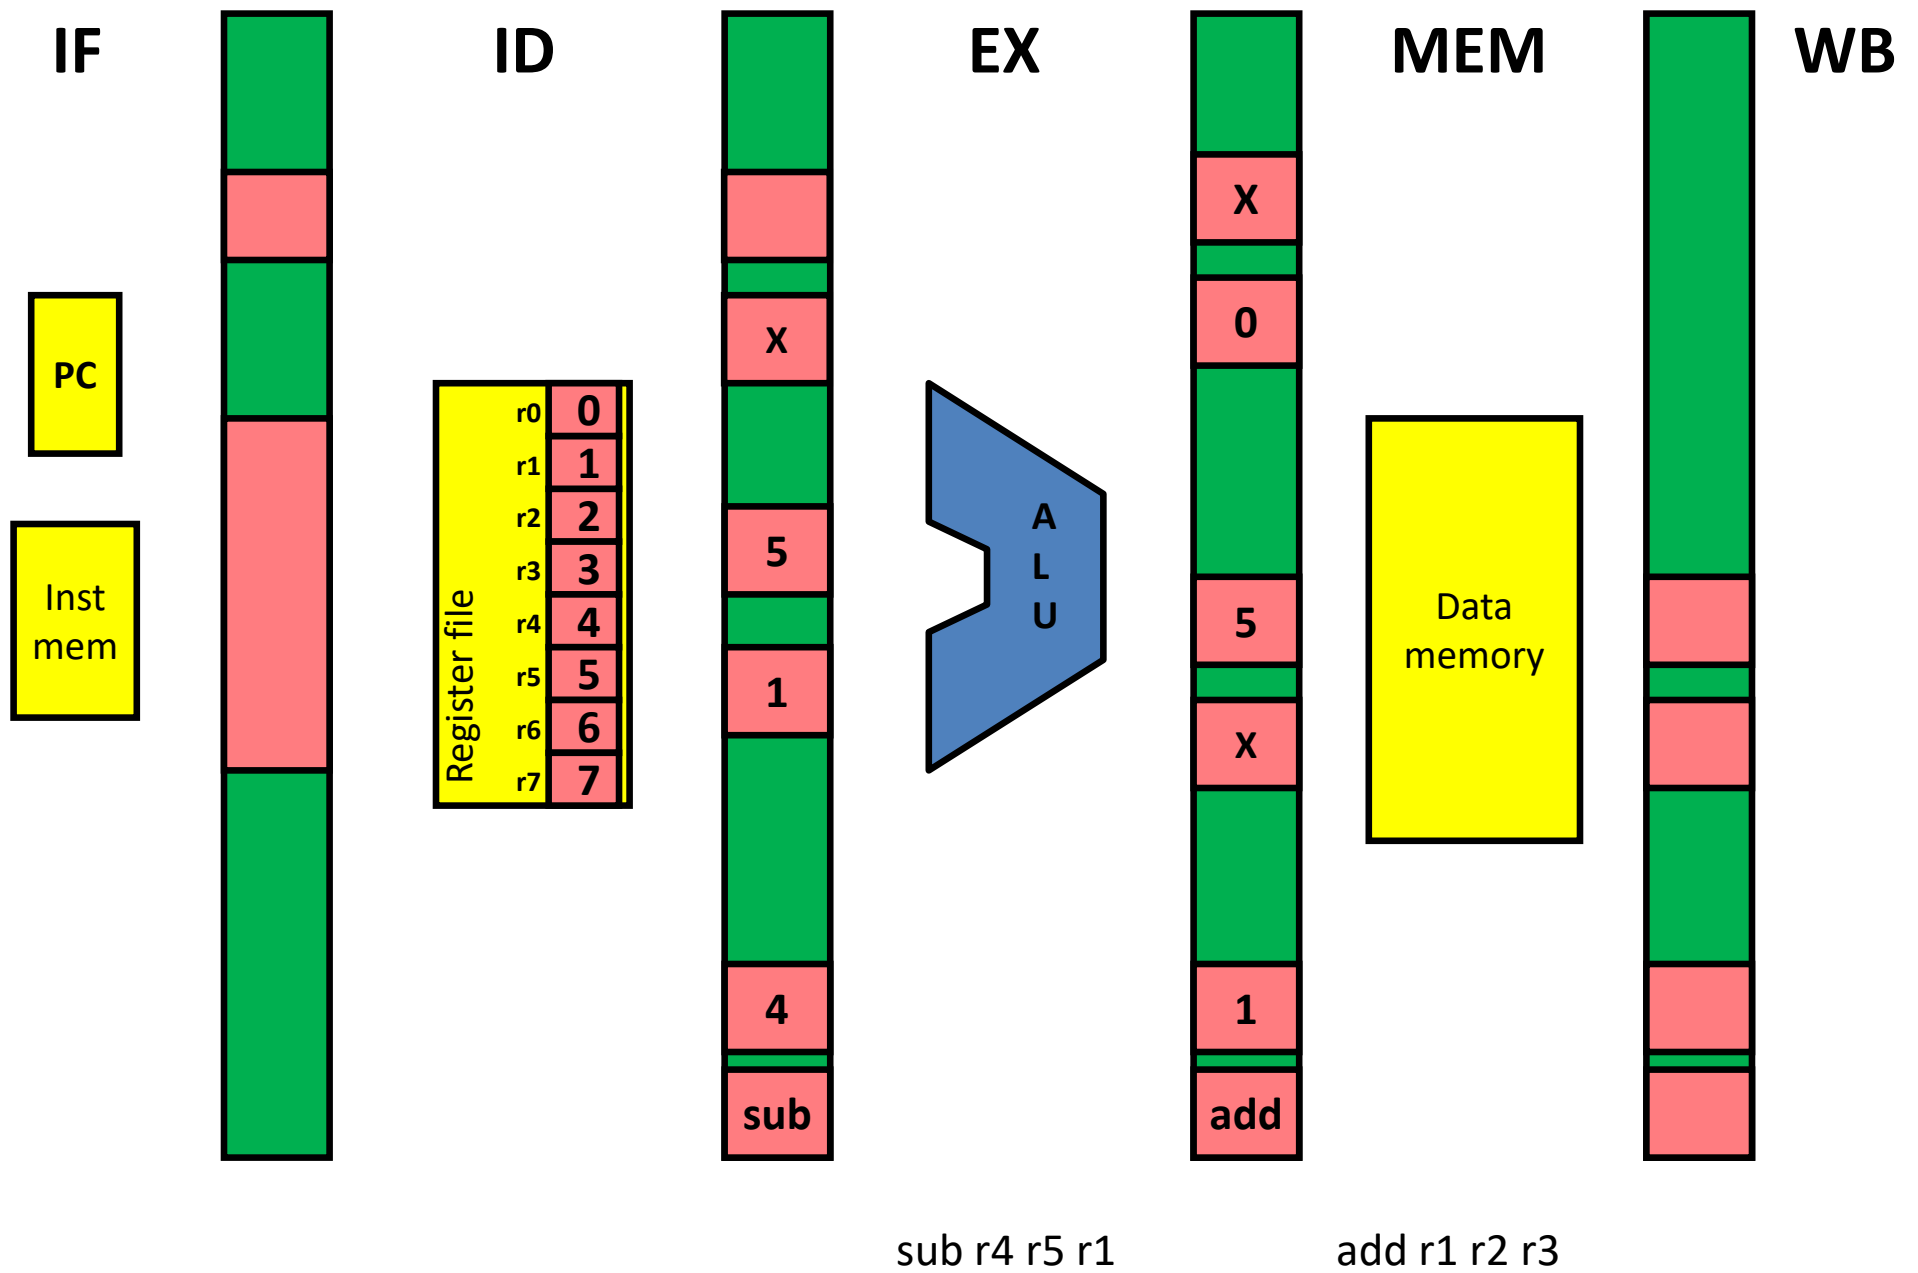 IF
ID
EX
MEM
WB
PC
Inst
mem
Register file
r0 0
r1 1
r2 2
r3 3
r4 4
r5 5
r6 6
r7 7
X
5
1
4
sub
A
L
U
X
0
5
X
1
add
Data
memory
sub r4 r5 r1
add r1 r2 r3